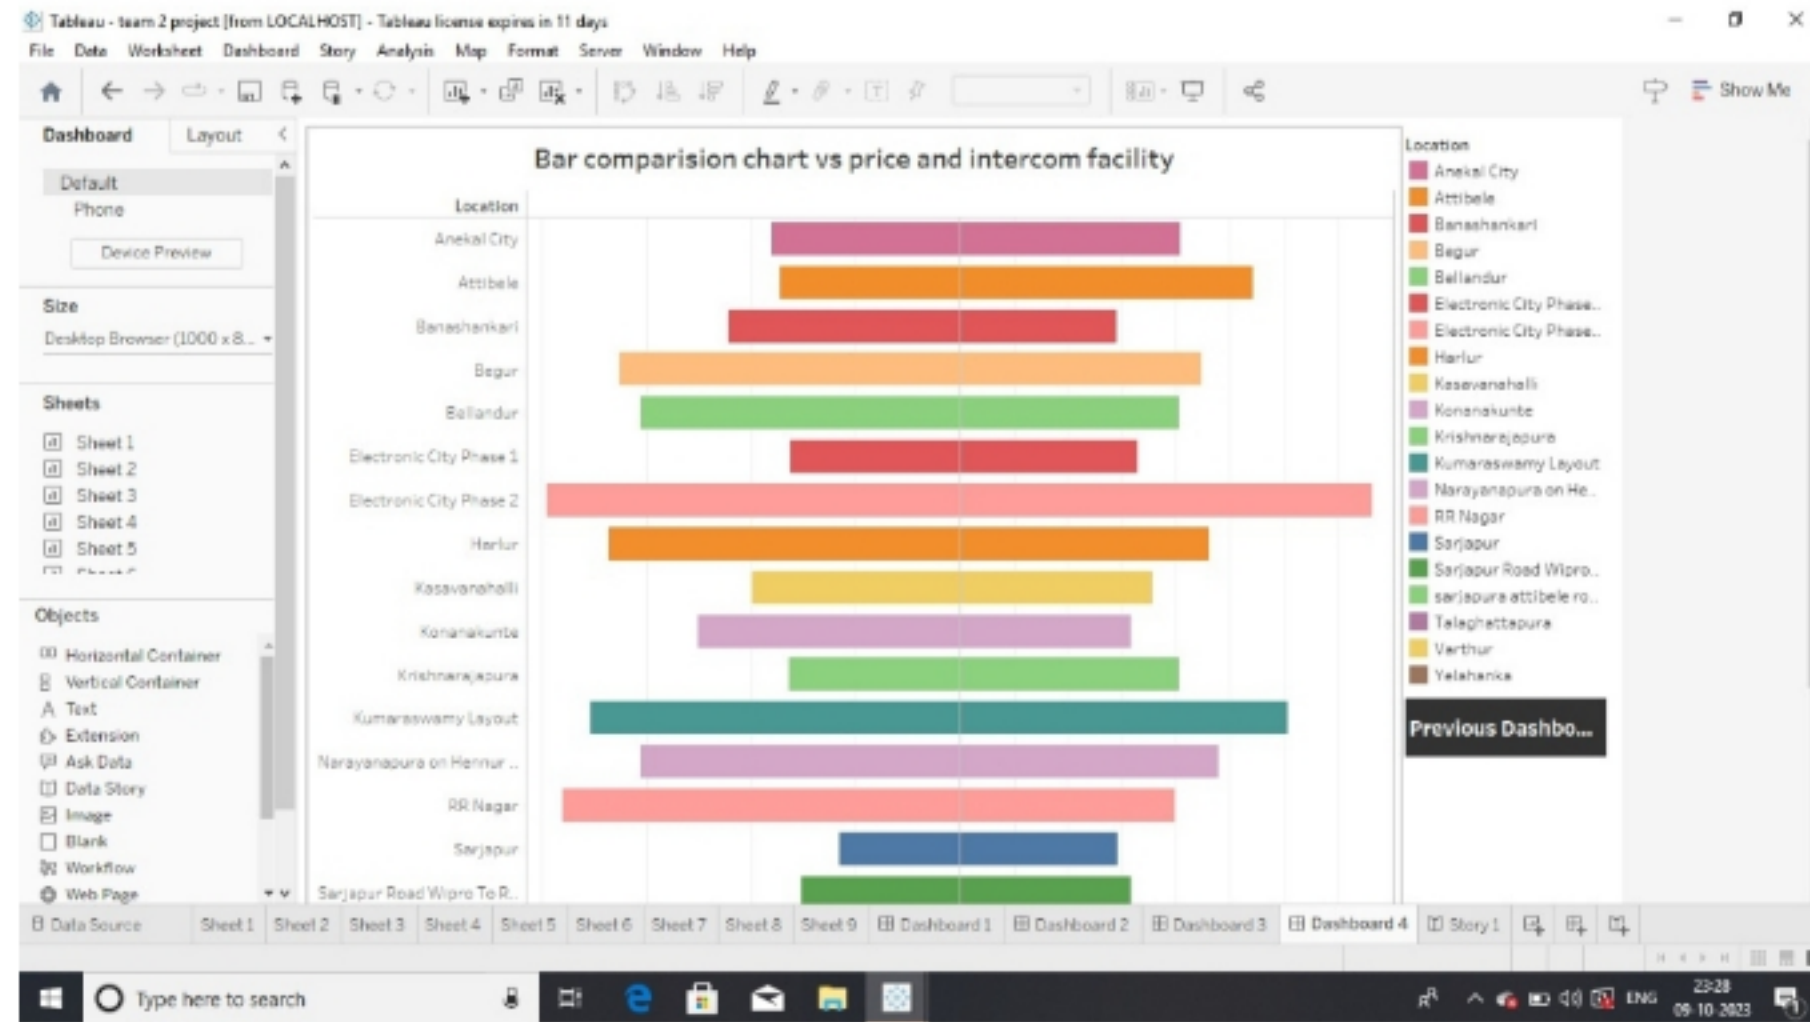 Tableau - team 2 project [from LOCALHOST] - Tableau license expires in 11 days
File Data Worksheet Dashboard Story Analysis Map Format Server Window Help
Show Me
Dashboard Layout
Default
Phone
Device Preview
Size
Desktop Browser (1000 x 8...
Sheets
Sheet 1
Sheet 2
Sheet 3
Sheet 4
Sheet 5
Objects
Horizontal Container
Vertical Container
Text
Extension
Ask Data
Data Story
Image
Blank
Workflow
Web Page
Bar comparision chart vs price and intercom facility
Location
Anekal City
Attibele
Banashankari
Begur
Bellandur
Electronic City Phase 1
Electronic City Phase 2
Harlur
Kasavanahalli
Konanakunte
Krishnarajapura
Kumaraswamy Layout
Narayanapura on Hennur ..
RR Nagar
Sarjapur
Sarjapur Road Wipro To R..
Location
Anekal City
Attibele
Banashankari
Begur
Bellandur
Electronic City Phase..
Electronic City Phase..
Harlur
Kasavanahalli
Konanakunte
Krishnarajapura
Kumaraswamy Layout
Narayanapura on He..
RR Nagar
Sarjapur
Sarjapur Road Wipro..
sarjapura attibele ro..
Talaghattapura
Varthur
Yelahanka
Previous Dashbo...
Data Source Sheet 1 Sheet 2 Sheet 3 Sheet 4 Sheet 5 Sheet 6 Sheet 7 Sheet 8 Sheet 9 Dashboard 1 Dashboard 2 Dashboard 3 Dashboard 4 Story 1
Type here to search
ENG
23:28
09-10-2023